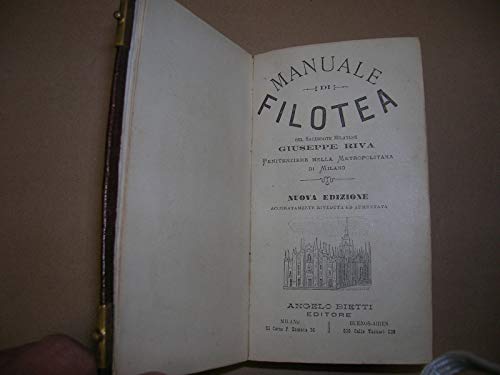 MANUALE
DI
FILOTEA
DEL SACERDOTE MILANESE
GIUSEPPE RIVA
PENITENZIERE NELLA METROPOLITANA
DI MILANO
NUOVA EDIZIONE
ACCURATAMENTE RIVEDUTA ED AUMENTATA
ANGELO BIETTI
EDITORE
MILANO
BUENOS-AIRES